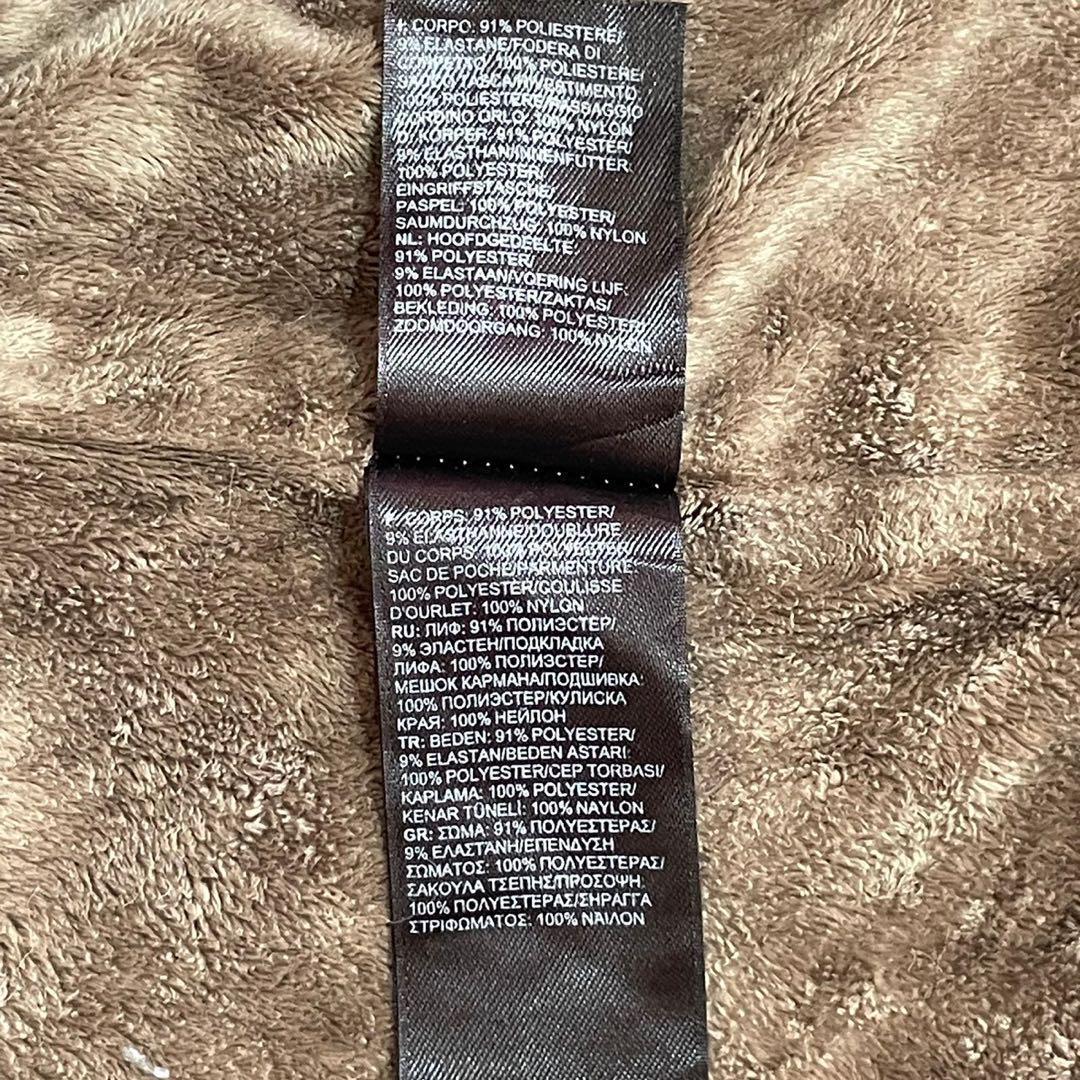 CORPO: 91% POLIESTERE/
9% ELASTANE/FODERA DI
CORPETTO: 100% POLIESTERE/
100% POLIESTERE/PASSAGGIO
CORDINO ORLO: 100% NYLON
D: KÖRPER: 91% POLYESTER/
9% ELASTHAN/INNENFUTTER
100% POLYESTER/
EINGRIFFSTASCHE/
PASPEL: 100% POLYESTER/
SAUMDURCHZUG: 100% NYLON
NL: HOOFDGEDEELTE:
91% POLYESTER/
9% ELASTAAN/VOERING LIJF:
100% POLYESTER/ZAKTAS/
BEKLEDING: 100% POLYESTER/
ZOOMDOORGANG: 100% NYLON
CORPS: 91% POLYESTER/
9% ELASTHANNE/DOUBLURE
DU CORPS: 100% POLYESTER/
SAC DE POCHE/PARMENTURE
100% POLYESTER/COULISSE
D'OURLET: 100% NYLON
RU: ЛИФ: 91% ПОЛИЭСТЕР/
9% ЭЛАСТЕН/ПОДКЛАДКА
ЛИФА: 100% ПОЛИЭСТЕР/
МЕШОК КАРМАНА/ПОДШИВКА:
100% ПОЛИЭСТЕР/КУЛИСКА
КРАЯ: 100% НЕЙЛОН
TR: BEDEN: 91% POLYESTER/
9% ELASTAN/BEDEN ASTARI:
100% POLYESTER/CEP TORBASI/
KAPLAMA: 100% POLYESTER/
KENAR TÜNELİ: 100% NAYLON
GR: ΣΩΜΑ: 91% ΠΟΛΥΕΣΤΕΡΑΣ/
9% ΕΛΑΣΤΑΝΗ/ΕΠΕΝΔΥΣΗ
ΣΩΜΑΤΟΣ: 100% ΠΟΛΥΕΣΤΕΡΑΣ/
ΣΑΚΟΥΛΑ ΤΣΕΠΗΣ/ΠΡΟΣΟΨΗ:
100% ΠΟΛΥΕΣΤΕΡΑΣ/ΣΗΡΑΓΓΑ
ΣΤΡΙΦΩΜΑΤΟΣ: 100% ΝΑΙΛΟΝ